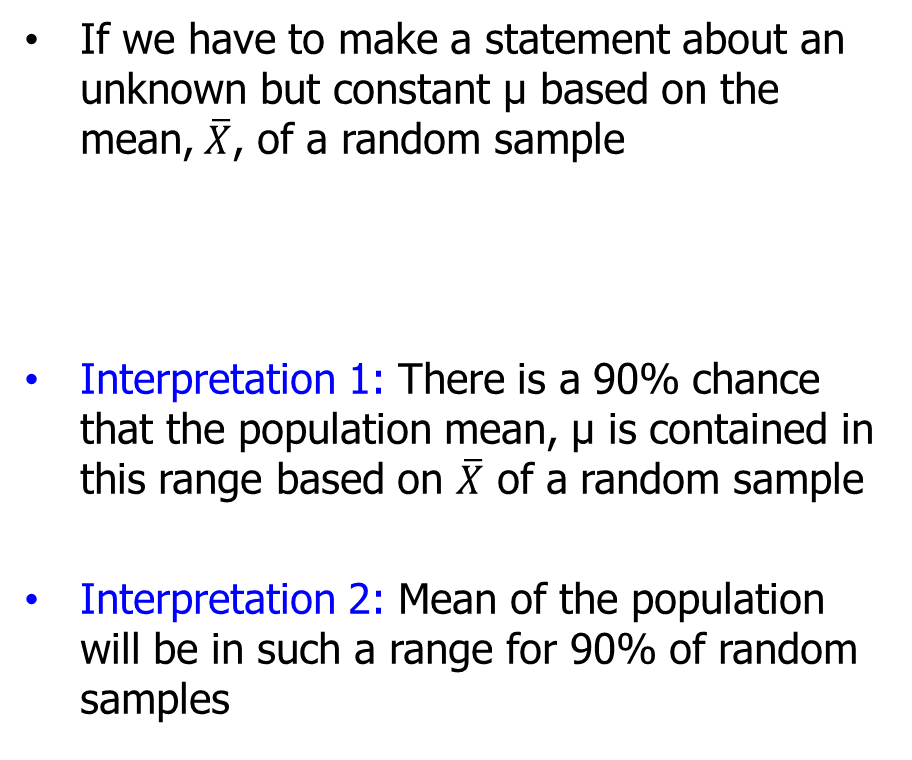 • If we have to make a statement about an
unknown but constant μ based on the
mean, X̅, of a random sample
• Interpretation 1: There is a 90% chance
that the population mean, μ is contained in
this range based on X̅ of a random sample
• Interpretation 2: Mean of the population
will be in such a range for 90% of random
samples